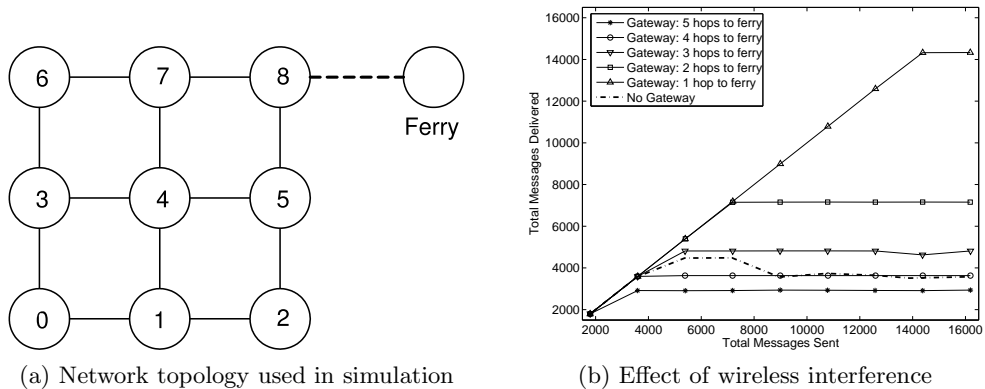 6 7 8
Ferry
3 4 5
0 1 2
(a) Network topology used in simulation
16000
14000
12000
10000
8000
6000
4000
2000
Total Messages Delivered
Gateway: 5 hops to ferry
Gateway: 4 hops to ferry
Gateway: 3 hops to ferry
Gateway: 2 hops to ferry
Gateway: 1 hop to ferry
No Gateway
2000 4000 6000 8000 10000 12000 14000 16000
Total Messages Sent
(b) Effect of wireless interference